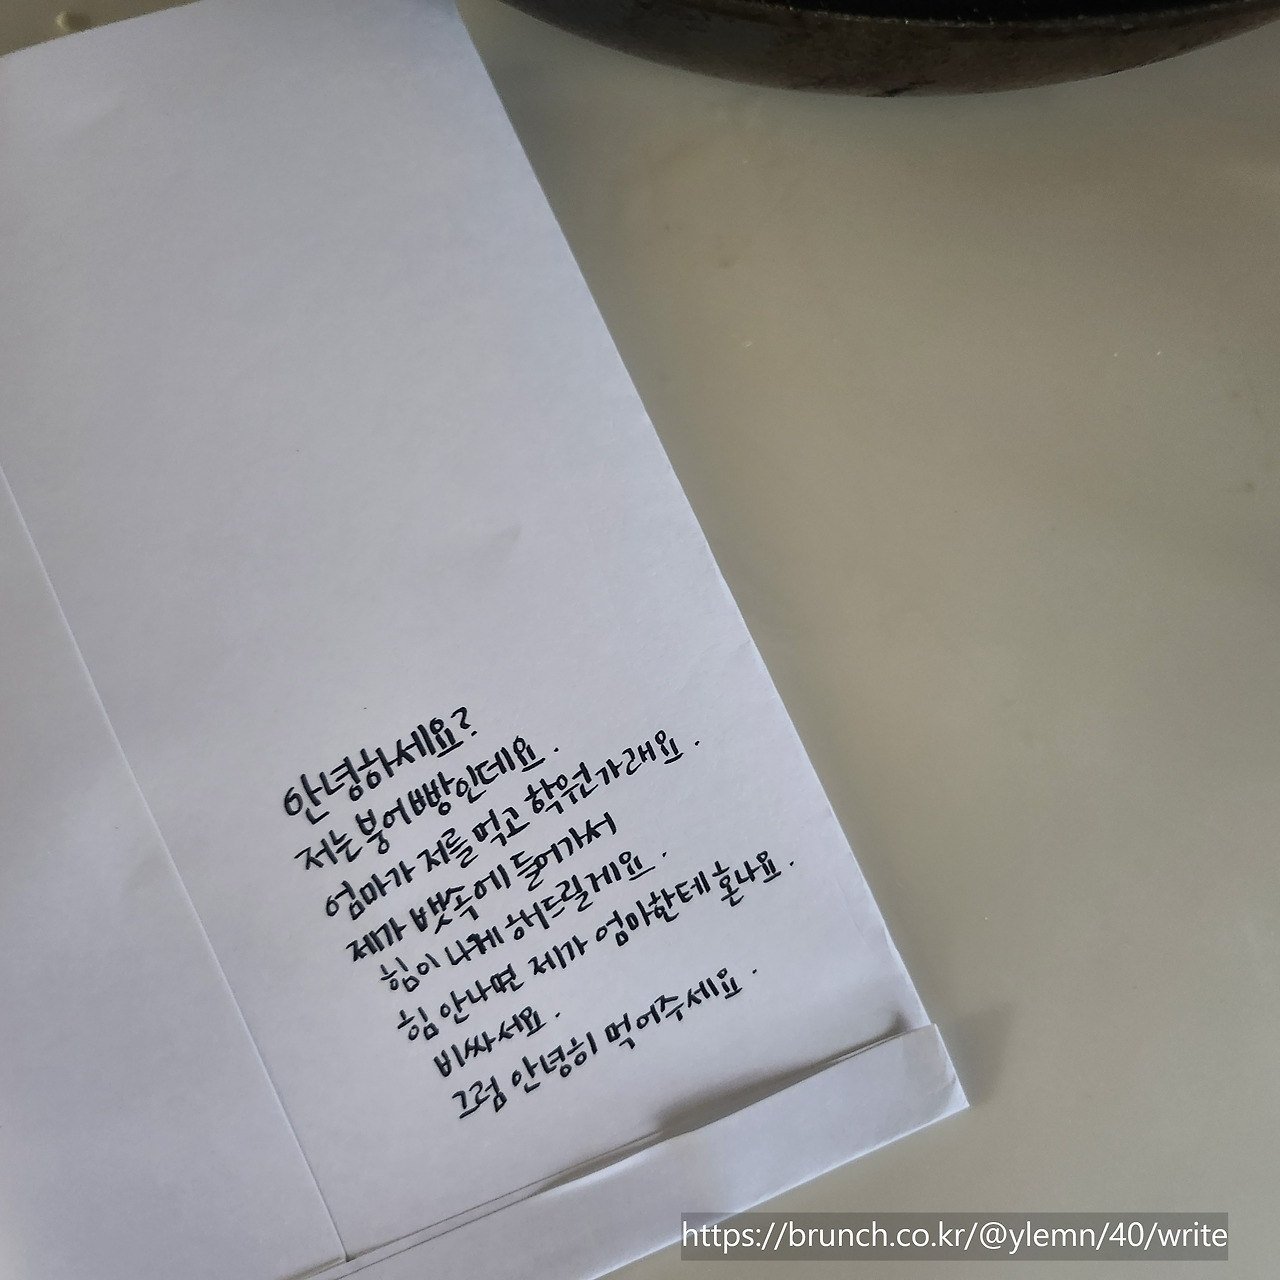 안녕하세요?
저는 붕어빵인데요.
엄마가 저를 먹고 학원가래요.
제가 뱃속에 들어가서
힘이 나게 해드릴게요.
힘 안나면 제가 엄마한테 혼나요.
비싸서요.
그럼 안녕히 먹어주세요.
https://brunch.co.kr/@ylemn/40/write